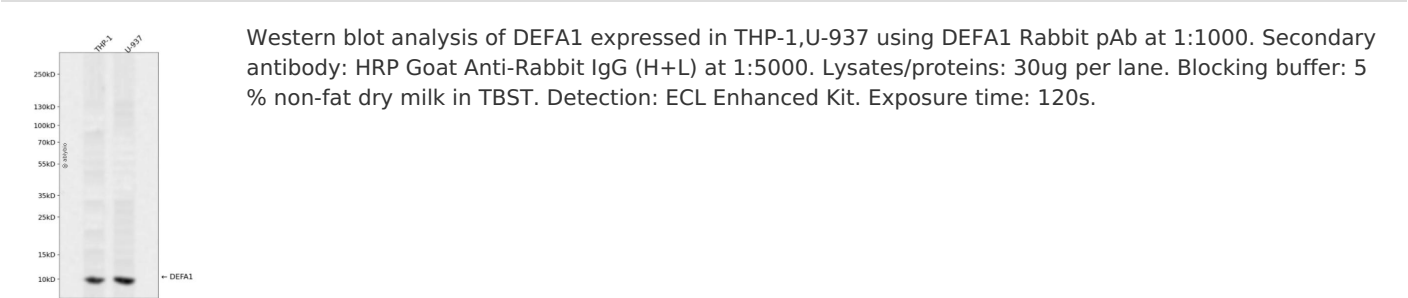 THP-1 U-937
250kD
130kD
100kD
70kD
55kD
@ abbybio
35kD
25kD
15kD
10kD
← DEFA1
Western blot analysis of DEFA1 expressed in THP-1,U-937 using DEFA1 Rabbit pAb at 1:1000. Secondary
antibody: HRP Goat Anti-Rabbit IgG (H+L) at 1:5000. Lysates/proteins: 30ug per lane. Blocking buffer: 5
% non-fat dry milk in TBST. Detection: ECL Enhanced Kit. Exposure time: 120s.